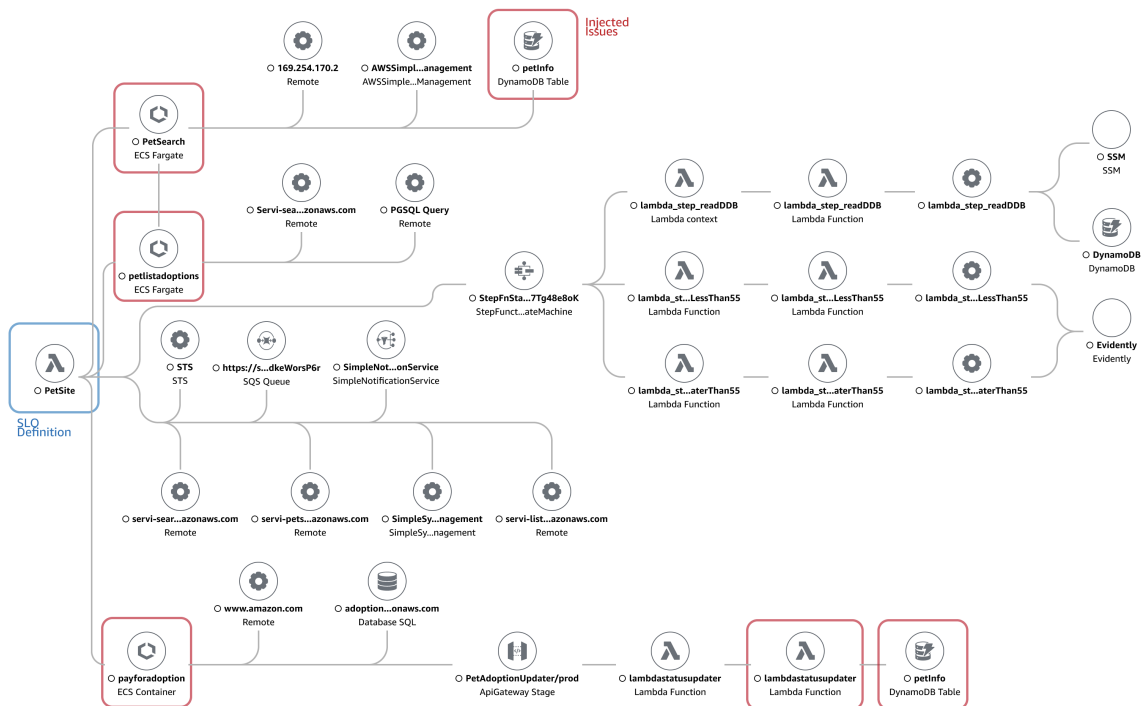 Injected
Issues
169.254.170.2
Remote
AWSSimpl...anagement
AWSSimple...Management
petInfo
DynamoDB Table
PetSearch
ECS Fargate
SSM
SSM
Servi-sea...zonaws.com
Remote
PGSQL Query
Remote
lambda_step_readDDB
Lambda context
lambda_step_readDDB
Lambda Function
lambda_step_readDDB
DynamoDB
DynamoDB
petlistadoptions
ECS Fargate
StepFnSta...7Tg48e8oK
StepFunct...ateMachine
lambda_st...LessThan55
Lambda Function
lambda_st...LessThan55
Lambda Function
lambda_st...LessThan55
Evidently
Evidently
PetSite
SLO
Definition
STS
STS
https://s...dkeWorsP6r
SQS Queue
SimpleNot...onService
SimpleNotificationService
lambda_st...aterThan55
Lambda Function
lambda_st...aterThan55
Lambda Function
lambda_st...aterThan55
servi-sear...azonaws.com
Remote
servi-pets...azonaws.com
Remote
SimpleSy...nagement
SimpleSy...nagement
servi-list...azonaws.com
Remote
www.amazon.com
Remote
adoption...onaws.com
Database SQL
payforadoption
ECS Container
PetAdoptionUpdater/prod
ApiGateway Stage
lambdastatusupdater
Lambda Function
lambdastatusupdater
Lambda Function
petInfo
DynamoDB Table